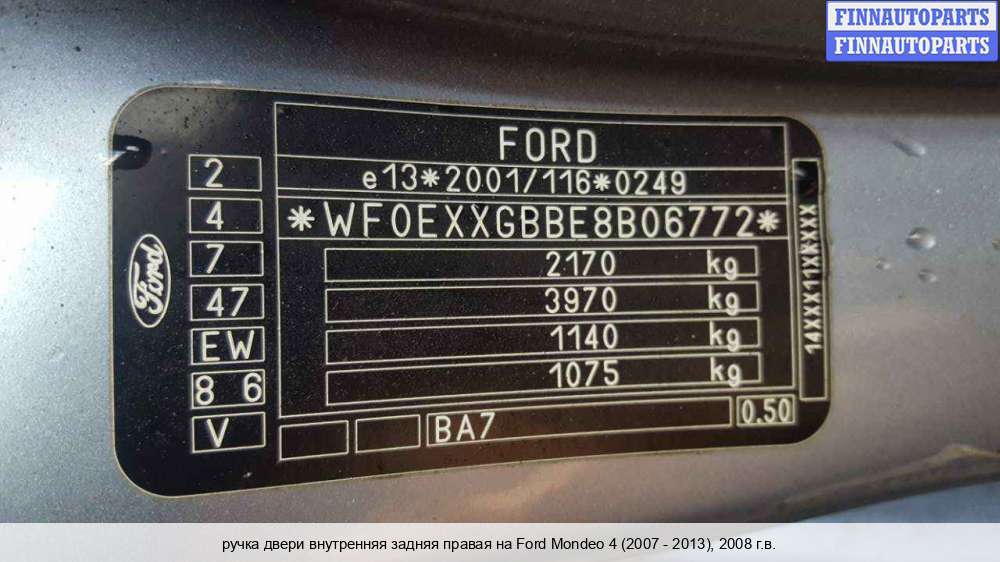 FINNAUTOPARTS
FINNAUTOPARTS
FORD
e13*2001/116*0249
*WF0EXXGBBE8B06772*
2
4
7
47
EW
8 6
V
Ford
2170 kg
3970 kg
1140 kg
1075 kg
BA7
0.50
14XXX11XXXXX
ручка двери внутренняя задняя правая на Ford Mondeo 4 (2007 - 2013), 2008 г.в.